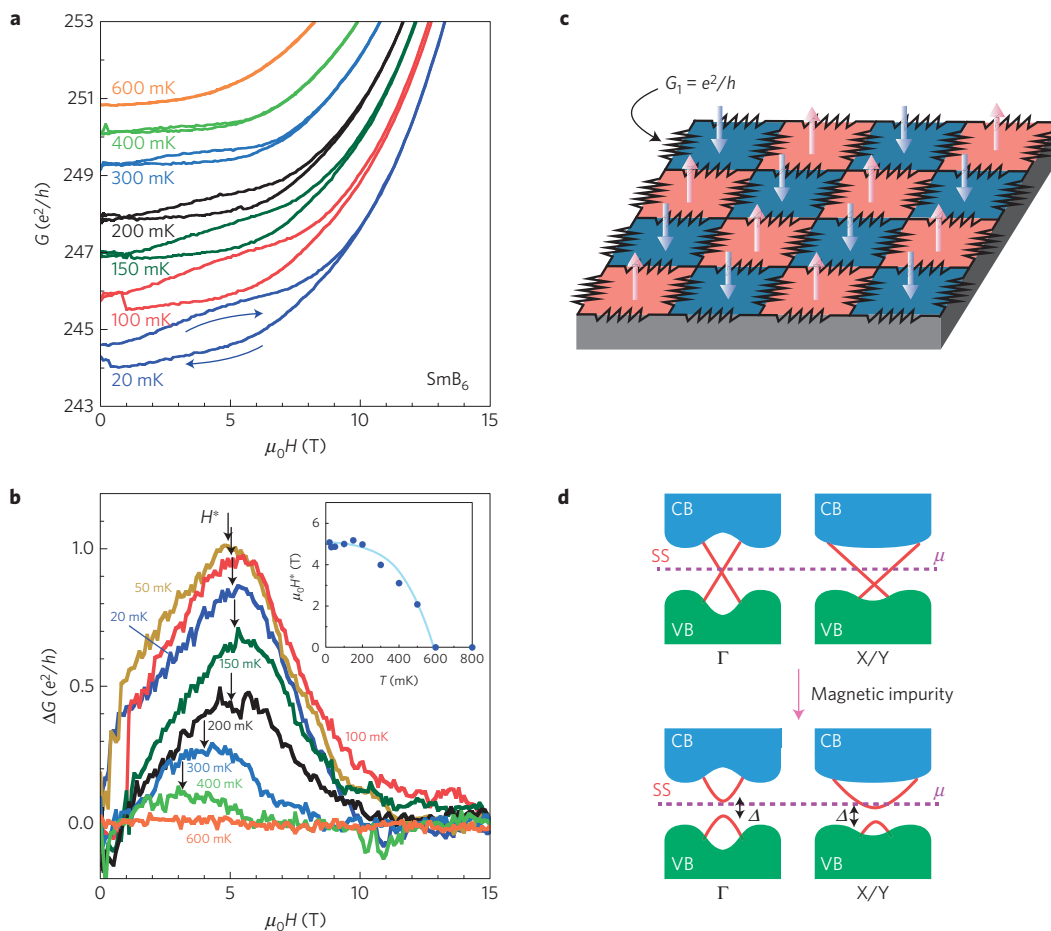 a
253
251
249
247
245
243
G (e²/h)
600 mK
400 mK
300 mK
200 mK
150 mK
100 mK
20 mK
SmB₆
0
5
10
15
μ₀H (T)
b
1.0
0.5
0.0
ΔG (e²/h)
H*
50 mK
20 mK
150 mK
200 mK
300 mK
400 mK
600 mK
100 mK
6
4
2
0
μ₀H* (T)
0 200 400 600 800
T (mK)
0
5
10
15
μ₀H (T)
c
G₁ = e²/h
d
CB
CB
SS
μ
VB
VB
Γ
X/Y
Magnetic impurity
CB
CB
SS
μ
Δ
Δ
VB
VB
Γ
X/Y